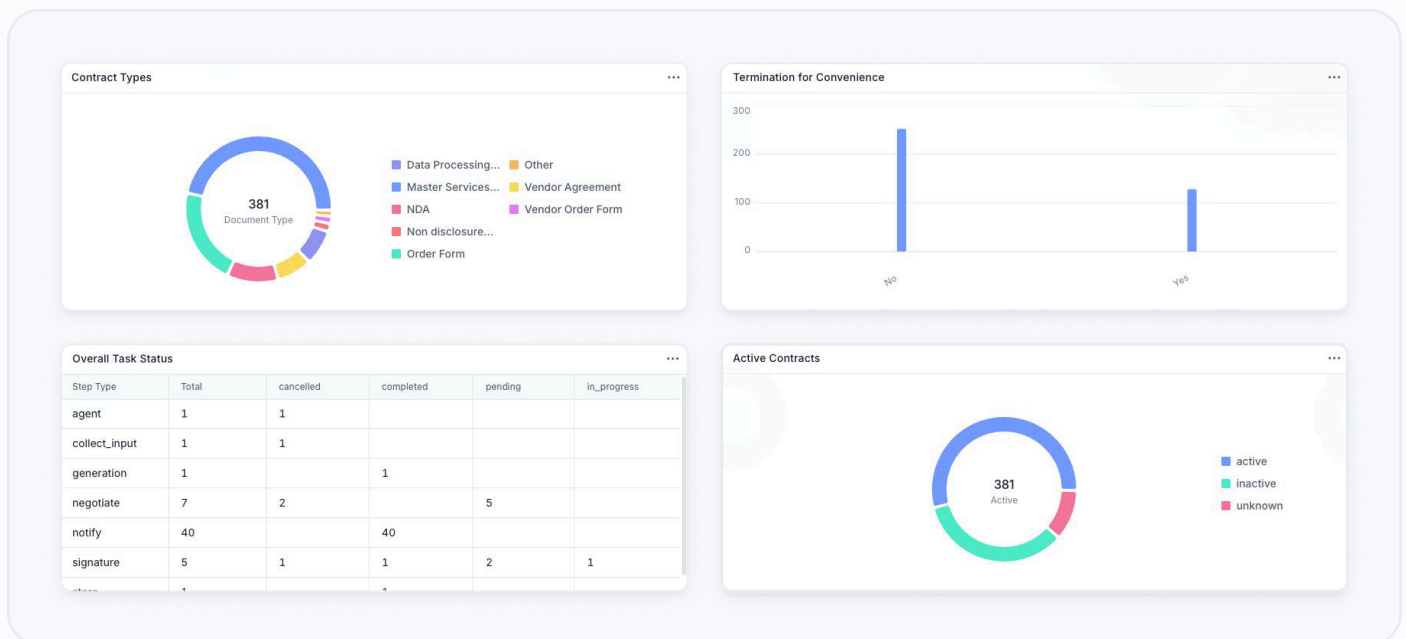 Contract Types
381
Document Type
Data Processing... Other
Master Services... Vendor Agreement
NDA Vendor Order Form
Non disclosure...
Order Form
Termination for Convenience
300
200
100
0
No Yes
Overall Task Status
Step Type Total cancelled completed pending in_progress
agent 1 1
collect_input 1 1
generation 1 1
negotiate 7 2 5
notify 40 40
signature 5 1 1 2 1
Active Contracts
381
Active
active
inactive
unknown